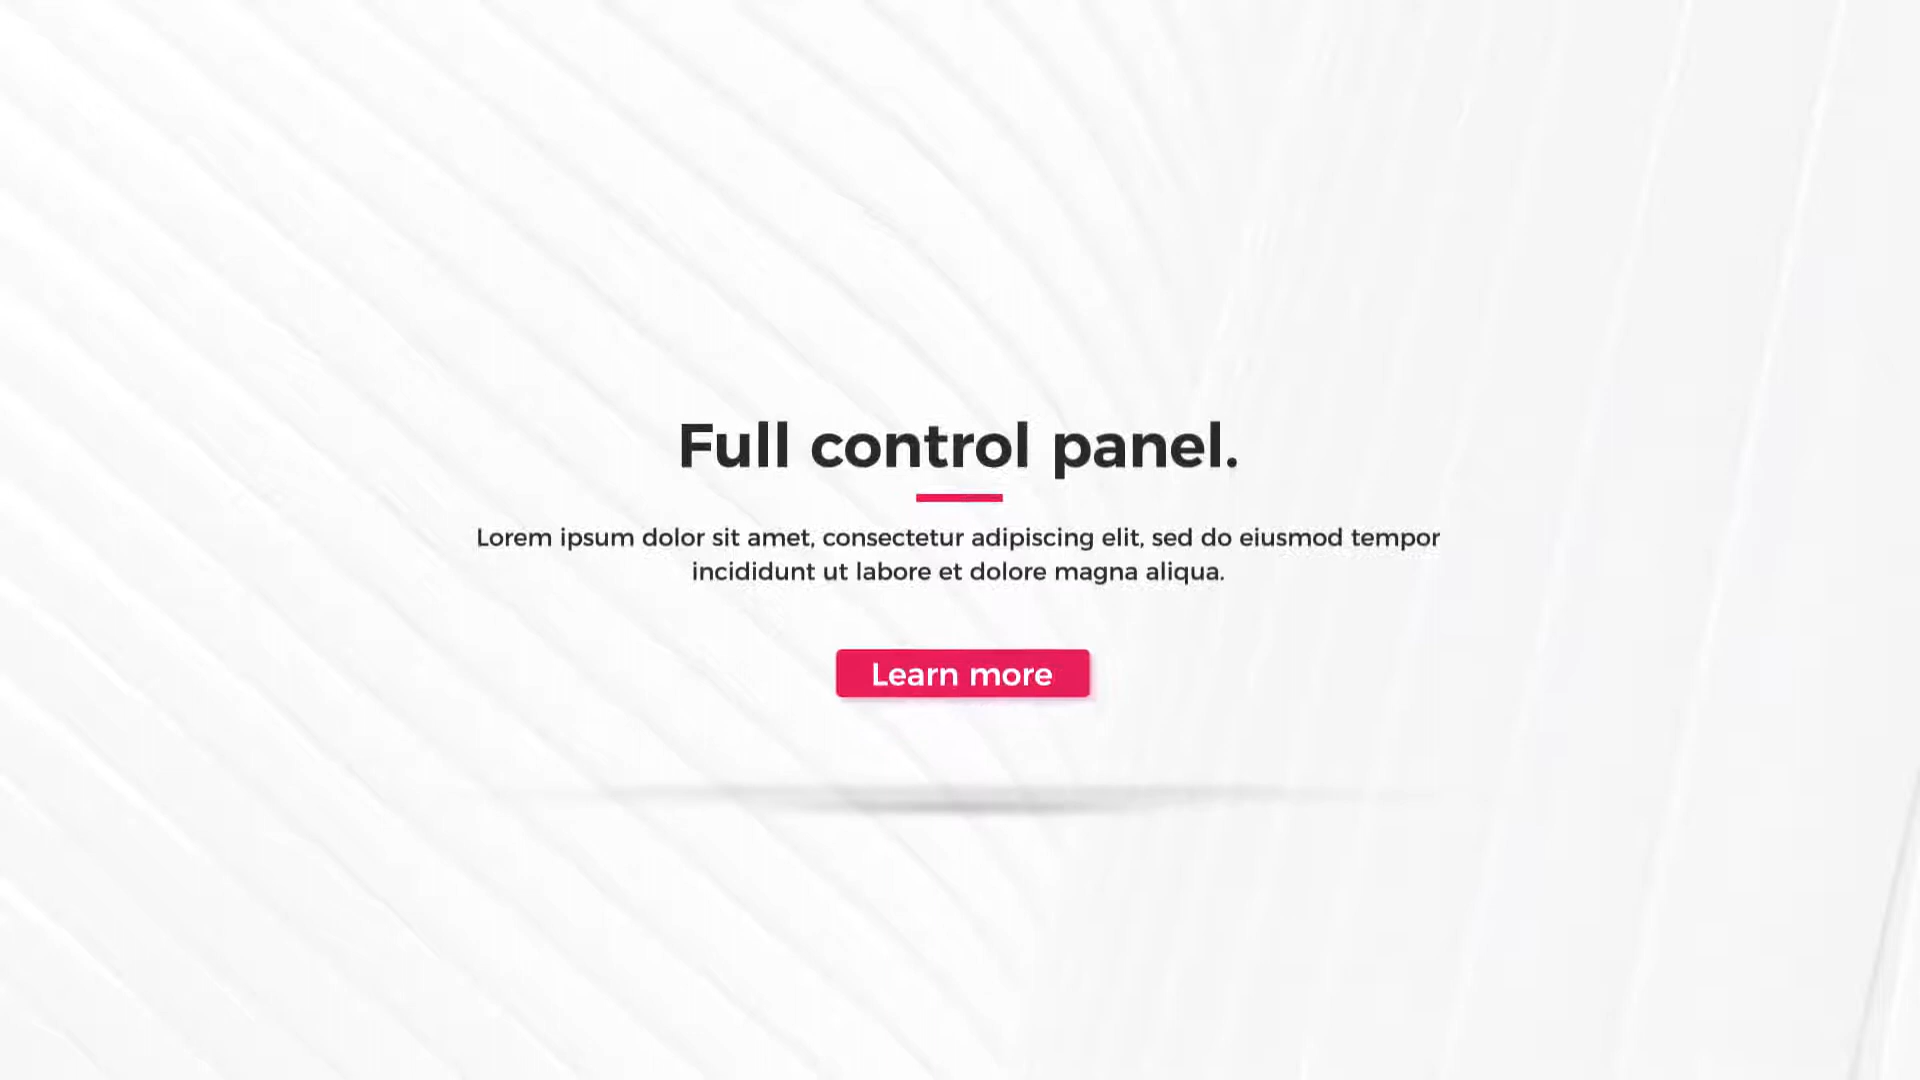 Full control panel.
Lorem ipsum dolor sit amet, consectetur adipiscing elit, sed do eiusmod tempor
incididunt ut labore et dolore magna aliqua.
Learn more